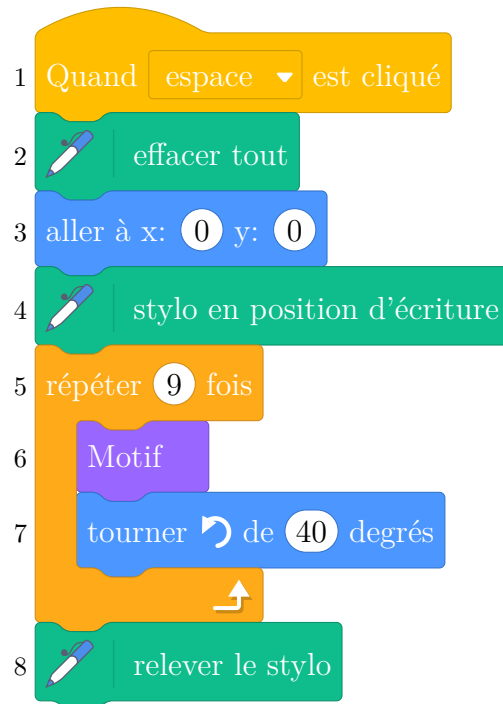 1 Quand espace est cliqué
2 effacer tout
3 aller à x: 0 y: 0
4 stylo en position d'écriture
5 répéter 9 fois
6 Motif
7 tourner de 40 degrés
8 relever le stylo